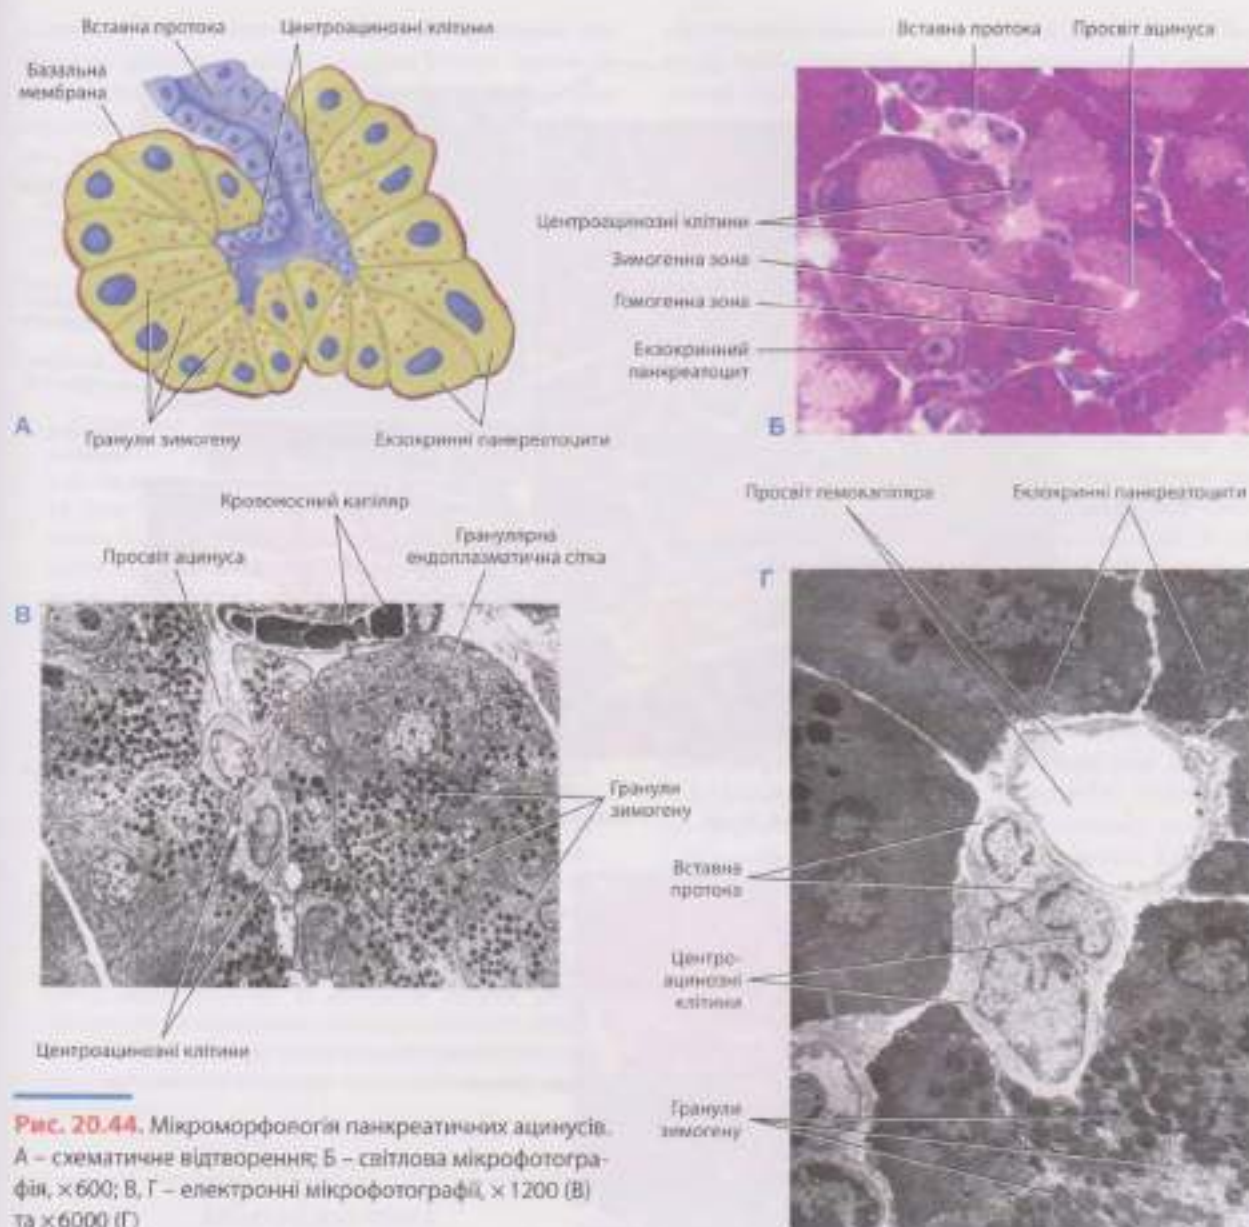 Вставна протока
Центроацинозні клітини
Базальна
мембрана
А
Гранули зимогену
Екзокринні панкреатоцити
Вставна протока
Просвіт ацинуса
Центроацинозні клітини
Зимогенна зона
Гомогенна зона
Екзокринний
панкреатоцит
Б
Кровоносний капіляр
Просвіт ацинуса
Гранулярна
ендоплазматична сітка
В
Гранули
зимогену
Центроацинозні клітини
Просвіт гемокапіляра
Екзокринні панкреатоцити
Г
Вставна
протока
Центро-
ацинозні
клітини
Гранули
зимогену
Рис. 20.44. Мікроморфологія панкреатичних ацинусів.
А – схематичне відтворення; Б – світлова мікрофотогра-
фія, ×600; В, Г – електронні мікрофотографії, × 1200 (В)
та ×6000 (Г)